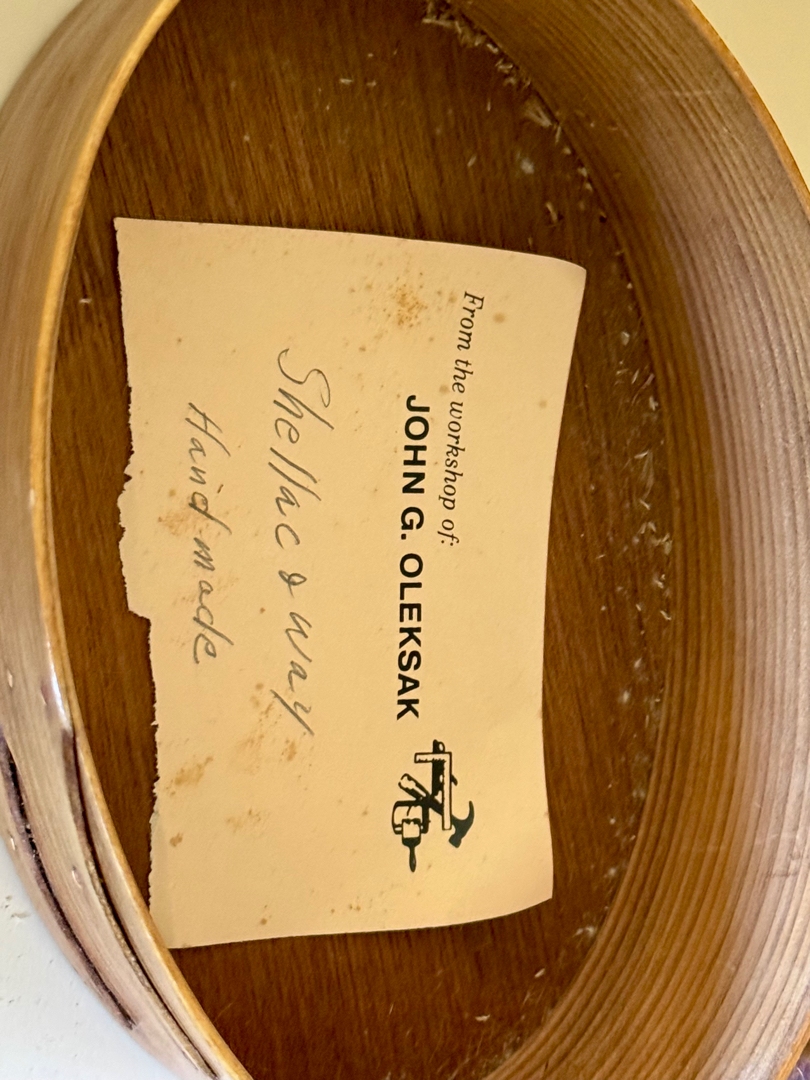 From the workshop of:
JOHN G. OLEKSAK
Shellac & wax
Hand made